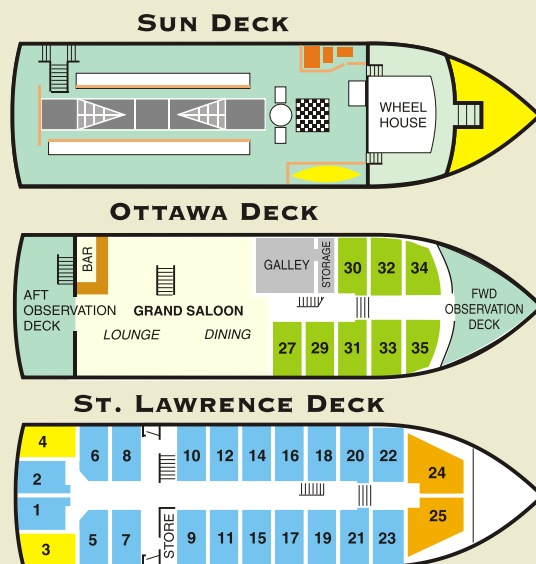 SUN DECK
WHEEL
HOUSE
OTTAWA DECK
BAR
GALLEY
STORAGE
30 32 34
AFT
OBSERVATION
DECK
GRAND SALOON
LOUNGE DINING
FWD
OBSERVATION
DECK
27 29 31 33 35
ST. LAWRENCE DECK
4
6 8 10 12 14 16 18 20 22
2
24
1
25
3
5 7
STORE
9 11 15 17 19 21 23